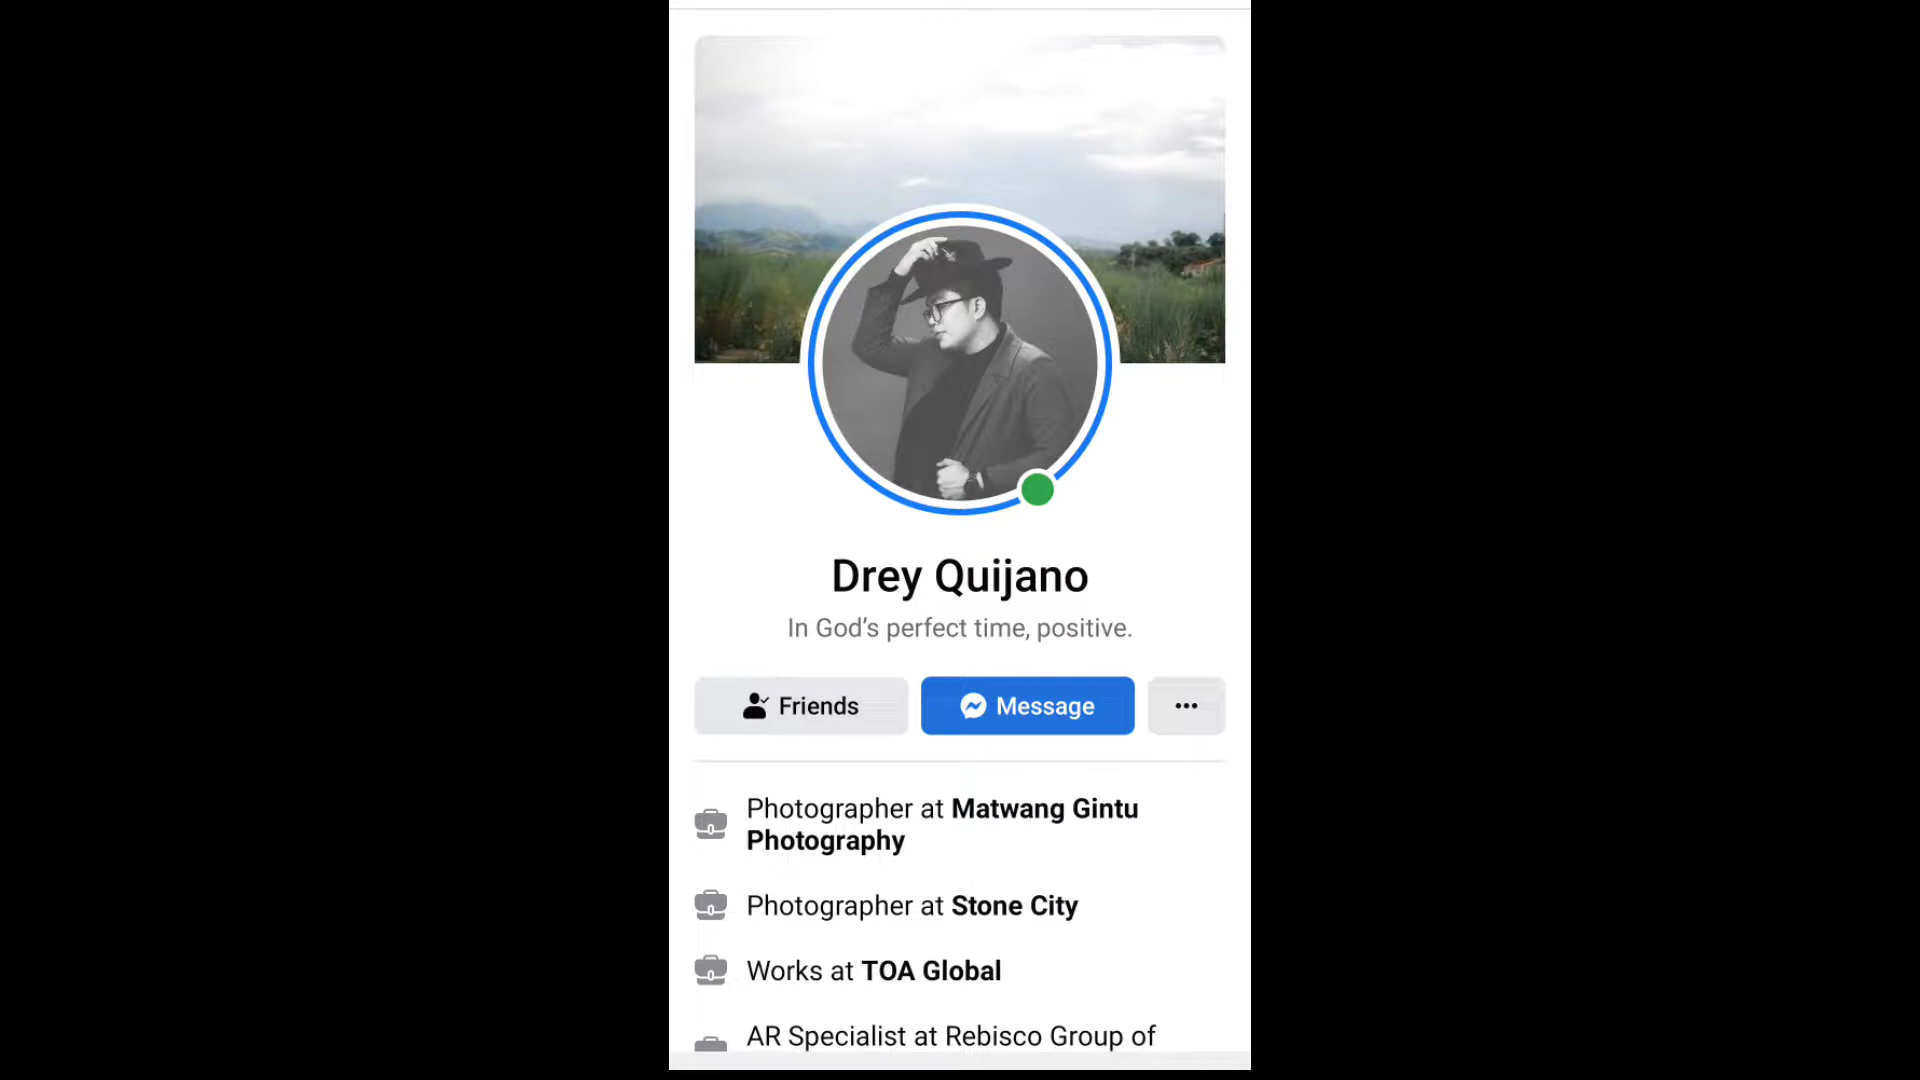 Drey Quijano
In God’s perfect time, positive.
Friends
Message
Photographer at Matwang Gintu
Photography
Photographer at Stone City
Works at TOA Global
AR Specialist at Rebisco Group of